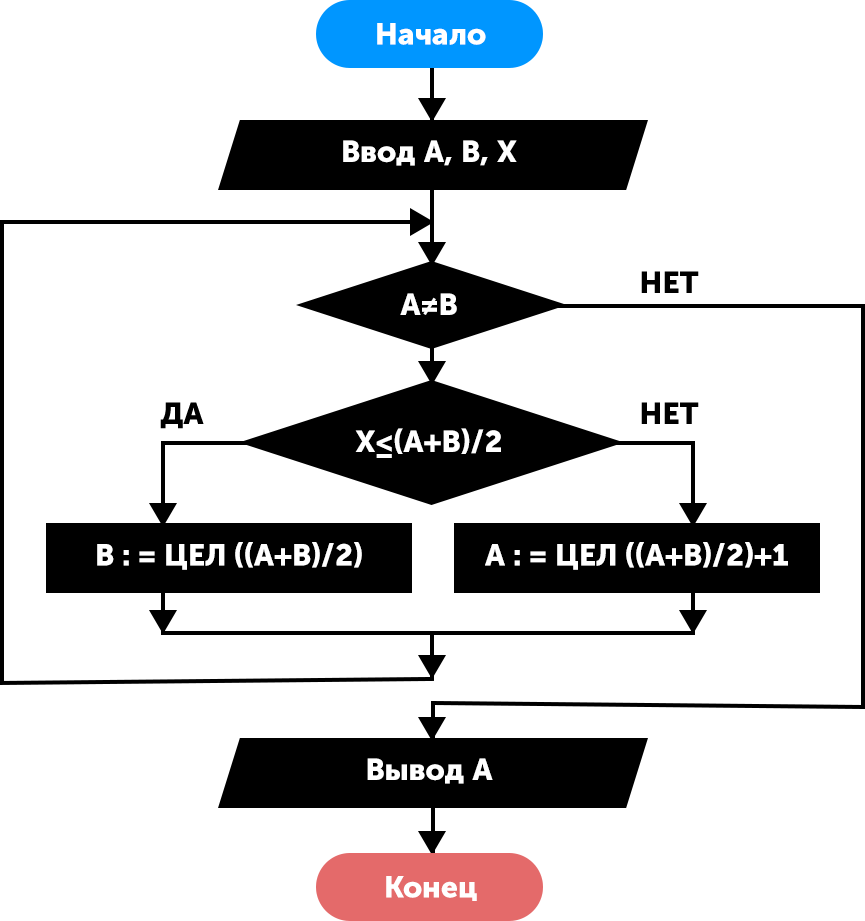 Начало
Ввод А, В, Х
А≠В
НЕТ
ДА
Х≤(А+В)/2
НЕТ
В : = ЦЕЛ ((А+В)/2)
А : = ЦЕЛ ((А+В)/2)+1
Вывод А
Конец